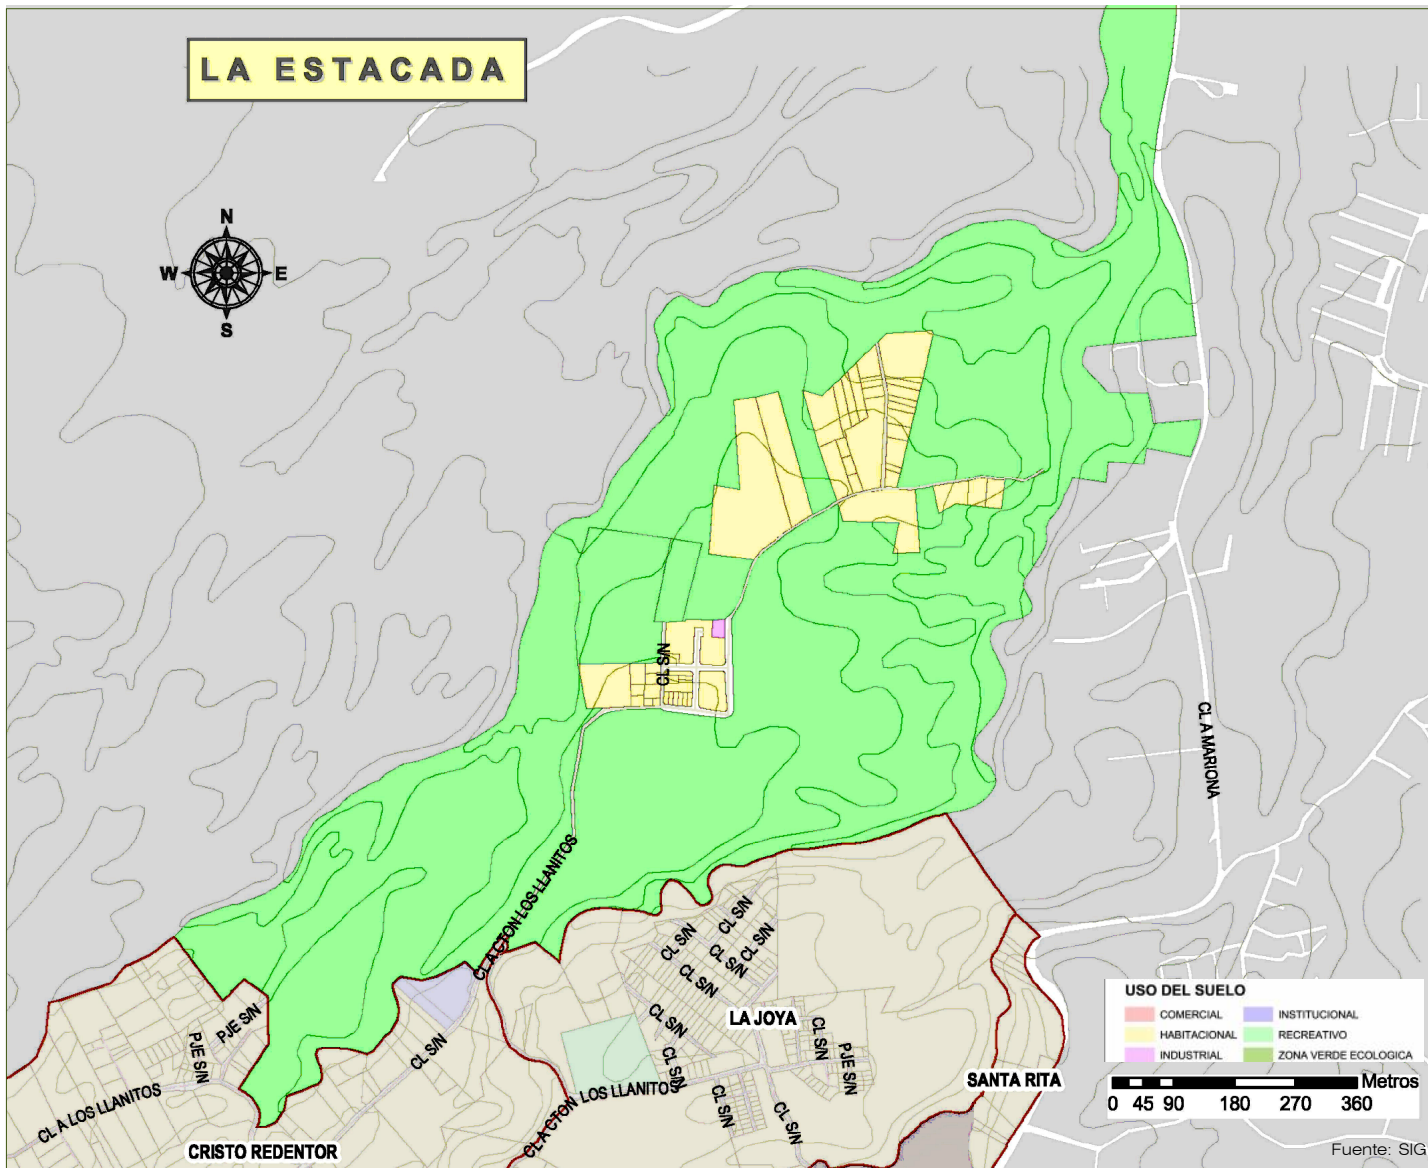 LA ESTACADA
N
W E
S
CL S/N
CL A MARIONA
CL A CTON LOS LLANITOS
CL S/N
CL S/N
CL S/N
CL S/N
CL S/N
CL S/N
LA JOYA
CL S/N
PJE S/N
CL S/N
PJE S/N
PJE S/N
CL S/N
CL S/N
CL S/N
CL A CTON LOS LLANITOS
CL A LOS LLANITOS
CRISTO REDENTOR
SANTA RITA
USO DEL SUELO
COMERCIAL
HABITACIONAL
INDUSTRIAL
INSTITUCIONAL
RECREATIVO
ZONA VERDE ECOLOGICA
Metros
0 45 90 180 270 360
Fuente: SIG